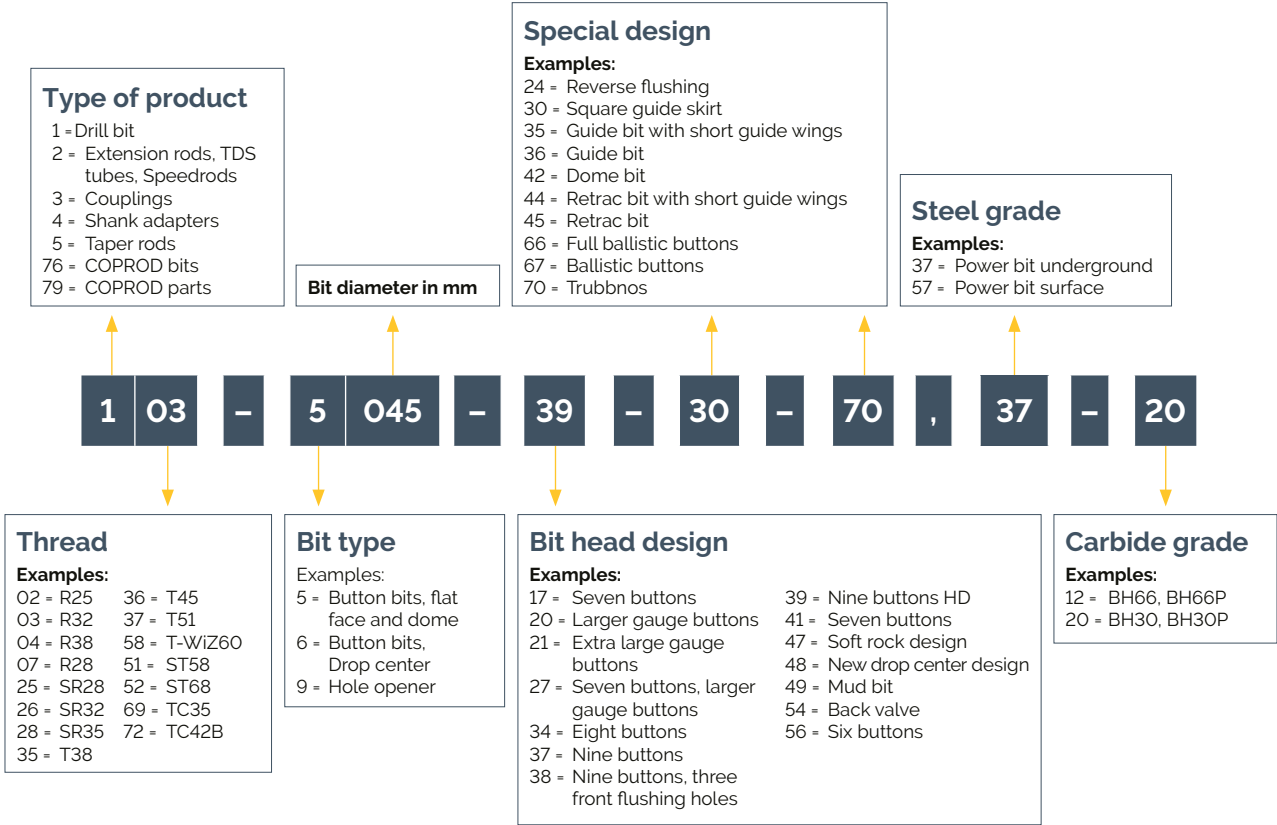 Type of product
1 =Drill bit
2 = Extension rods, TDS
tubes, Speedrods
3 = Couplings
4 = Shank adapters
5 = Taper rods
76 = COPROD bits
79 = COPROD parts
Bit diameter in mm
Special design
Examples:
24 = Reverse flushing
30 = Square guide skirt
35 = Guide bit with short guide wings
36 = Guide bit
42 = Dome bit
44 = Retrac bit with short guide wings
45 = Retrac bit
66 = Full ballistic buttons
67 = Ballistic buttons
70 = Trubbnos
Steel grade
Examples:
37 = Power bit underground
57 = Power bit surface
1 03 – 5 045 – 39 – 30 – 70 , 37 – 20
Thread
Examples:
02 = R25
03 = R32
04 = R38
07 = R28
25 = SR28
26 = SR32
28 = SR35
35 = T38
36 = T45
37 = T51
58 = T-WiZ60
51 = ST58
52 = ST68
69 = TC35
72 = TC42B
Bit type
Examples:
5 = Button bits, flat
face and dome
6 = Button bits,
Drop center
9 = Hole opener
Bit head design
Examples:
17 = Seven buttons
20 = Larger gauge buttons
21 = Extra large gauge
buttons
27 = Seven buttons, larger
gauge buttons
34 = Eight buttons
37 = Nine buttons
38 = Nine buttons, three
front flushing holes
39 = Nine buttons HD
41 = Seven buttons
47 = Soft rock design
48 = New drop center design
49 = Mud bit
54 = Back valve
56 = Six buttons
Carbide grade
Examples:
12 = BH66, BH66P
20 = BH30, BH30P